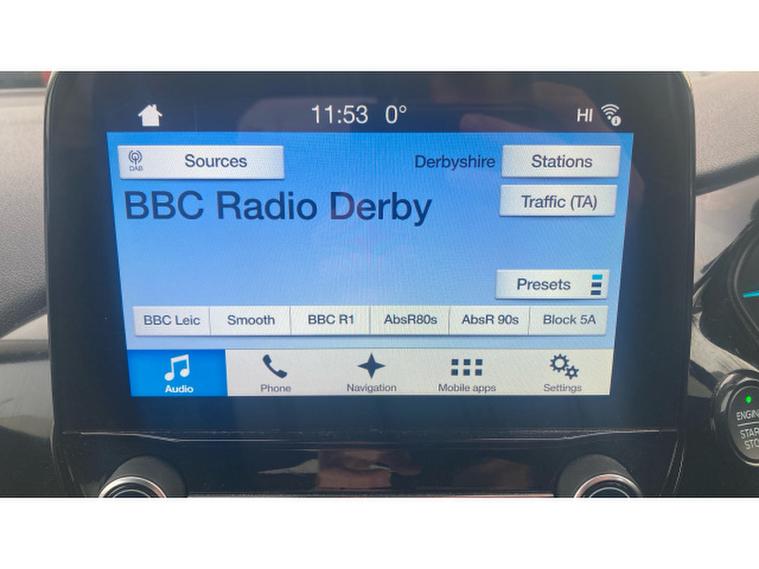 11:53 0° HI
DAB Sources Derbyshire Stations
BBC Radio Derby Traffic (TA)
Presets
BBC Leic Smooth BBC R1 AbsR80s AbsR 90s Block 5A
Audio Phone Navigation Mobile apps Settings
ENGINE
START
STOP